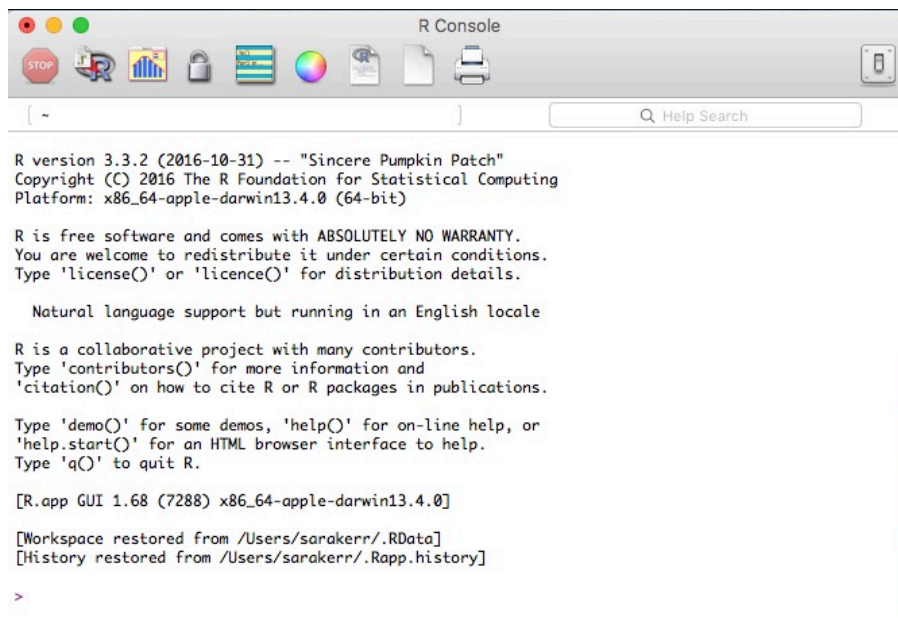 R Console
STOP
~
Help Search
R version 3.3.2 (2016-10-31) -- "Sincere Pumpkin Patch"
Copyright (C) 2016 The R Foundation for Statistical Computing
Platform: x86_64-apple-darwin13.4.0 (64-bit)
R is free software and comes with ABSOLUTELY NO WARRANTY.
You are welcome to redistribute it under certain conditions.
Type 'license()' or 'licence()' for distribution details.
Natural language support but running in an English locale
R is a collaborative project with many contributors.
Type 'contributors()' for more information and
'citation()' on how to cite R or R packages in publications.
Type 'demo()' for some demos, 'help()' for on-line help, or
'help.start()' for an HTML browser interface to help.
Type 'q()' to quit R.
[R.app GUI 1.68 (7288) x86_64-apple-darwin13.4.0]
[Workspace restored from /Users/sarakerr/.RData]
[History restored from /Users/sarakerr/.Rapp.history]
>